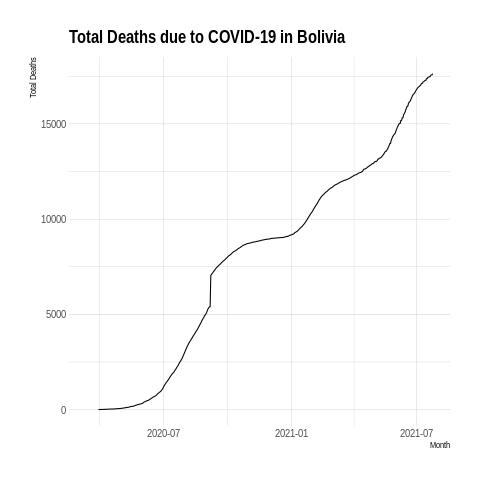 Total Deaths due to COVID-19 in Bolivia
Total Deaths
15000
10000
5000
0
2020-07
2021-01
2021-07
Month